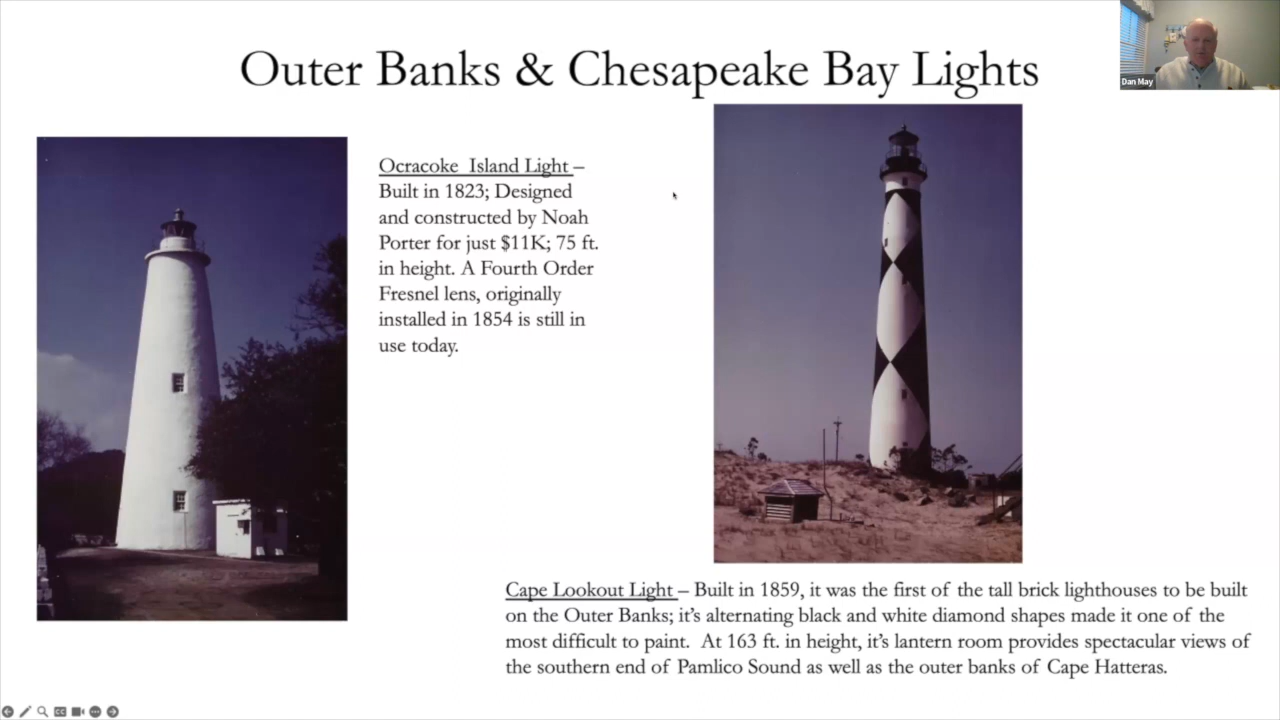 Outer Banks & Chesapeake Bay Lights
Dan May
Ocracoke Island Light –
Built in 1823; Designed
and constructed by Noah
Porter for just $11K; 75 ft.
in height. A Fourth Order
Fresnel lens, originally
installed in 1854 is still in
use today.
Cape Lookout Light – Built in 1859, it was the first of the tall brick lighthouses to be built
on the Outer Banks; it’s alternating black and white diamond shapes made it one of the
most difficult to paint. At 163 ft. in height, it’s lantern room provides spectacular views of
the southern end of Pamlico Sound as well as the outer banks of Cape Hatteras.